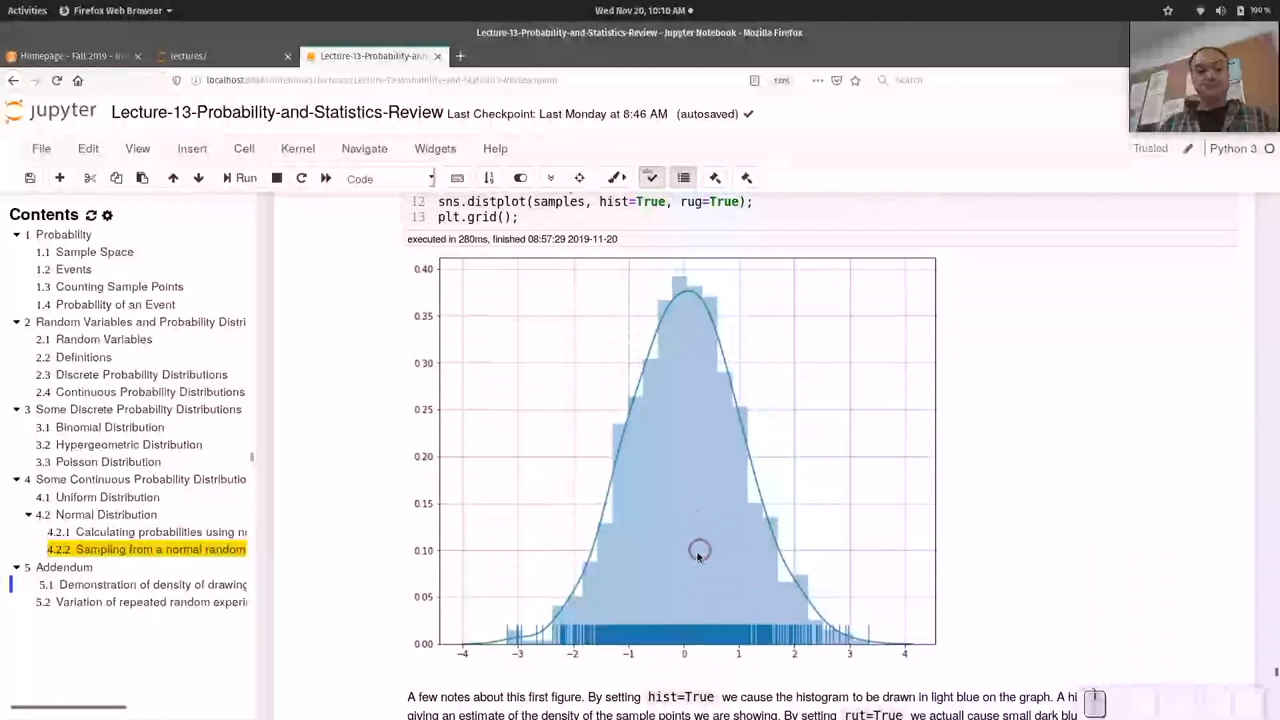 Activities Firefox Web Browser Wed Nov 20, 10:10 AM 100 %
Lecture-13-Probability-and-Statistics-Review - Jupyter Notebook - Mozilla Firefox
Homepage - Fall 2019 - lectures/ Lecture-13-Probability-an
Search
jupyter Lecture-13-Probability-and-Statistics-Review Last Checkpoint: Last Monday at 8:46 AM (autosaved)
File Edit View Insert Cell Kernel Navigate Widgets Help Trusted Python 3
Run Code
Contents
1 Probability
1.1 Sample Space
1.2 Events
1.3 Counting Sample Points
1.4 Probability of an Event
2 Random Variables and Probability Distri
2.1 Random Variables
2.2 Definitions
2.3 Discrete Probability Distributions
2.4 Continuous Probability Distributions
3 Some Discrete Probability Distributions
3.1 Binomial Distribution
3.2 Hypergeometric Distribution
3.3 Poisson Distribution
4 Some Continuous Probability Distributio
4.1 Uniform Distribution
4.2 Normal Distribution
4.2.1 Calculating probabilities using n
4.2.2 Sampling from a normal random
5 Addendum
5.1 Demonstration of density of drawing
5.2 Variation of repeated random experi
12 sns.distplot(samples, hist=True, rug=True);
13 plt.grid();
executed in 280ms, finished 08:57:29 2019-11-20
0.40
0.35
0.30
0.25
0.20
0.15
0.10
0.05
0.00
−4 −3 −2 −1 0 1 2 3 4
A few notes about this first figure. By setting hist=True we cause the histogram to be drawn in light blue on the graph. A hi
giving an estimate of the density of the sample points we are showing. By setting rut=True we actuall cause small dark blu